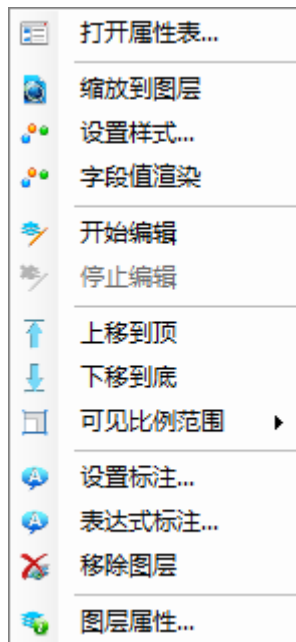 打开属性表...
缩放到图层
设置样式...
字段值渲染
开始编辑
停止编辑
上移到顶
下移到底
可见比例范围
设置标注...
表达式标注...
移除图层
图层属性...